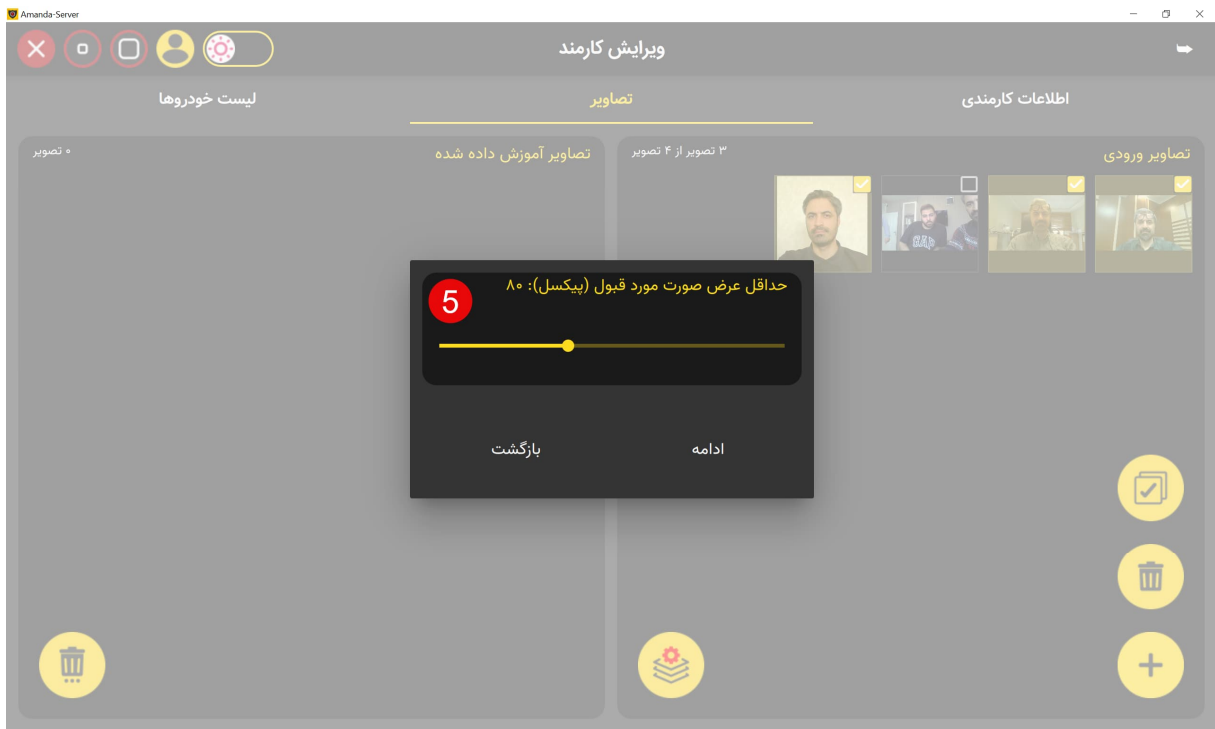 Amanda-Server
ویرایش کارمند
اطلاعات کارمندی
تصاویر
لیست خودروها
تصاویر ورودی
۳ تصویر از ۴ تصویر
تصاویر آموزش داده شده
۰ تصویر
حداقل عرض صورت مورد قبول (پیکسل): ۸۰
5
ادامه
بازگشت